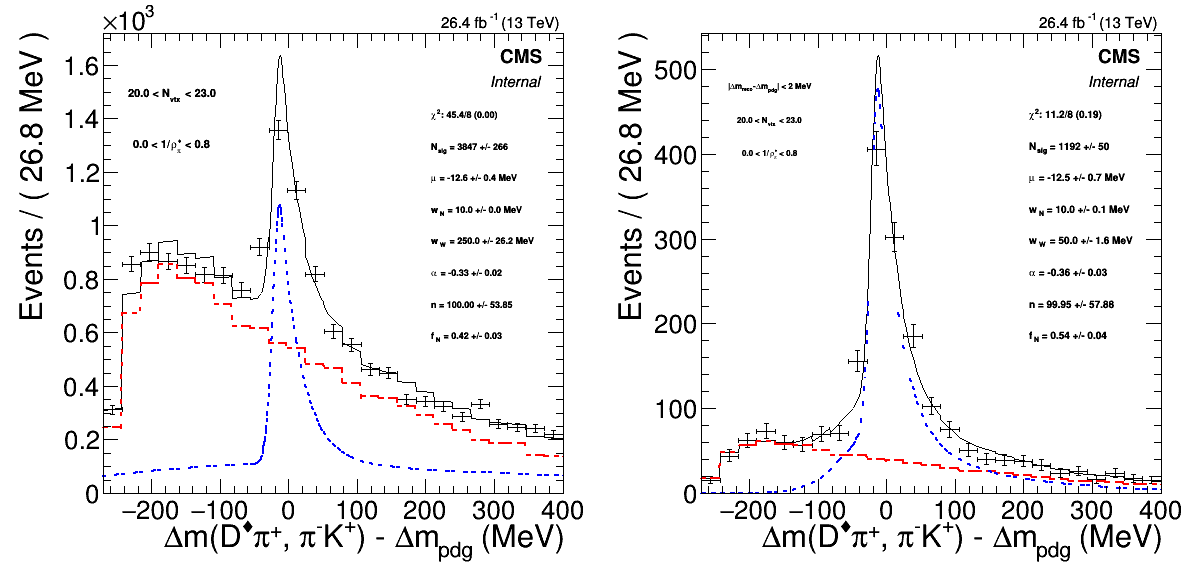 ×10³
26.4 fb⁻¹ (13 TeV)
CMS
Internal
20.0 < N_vtx < 23.0
0.0 < 1/ρ_π^♦ < 0.8
χ²: 45.4/8 (0.00)
N_sig = 3847 +/- 266
μ = -12.6 +/- 0.4 MeV
w_N = 10.0 +/- 0.0 MeV
w_W = 250.0 +/- 26.2 MeV
α = -0.33 +/- 0.02
n = 100.00 +/- 53.85
f_N = 0.42 +/- 0.03
Events / ( 26.8 MeV )
1.6
1.4
1.2
1
0.8
0.6
0.4
0.2
0
−200 −100 0 100 200 300 400
Δm(D^♦π⁺, π⁻K⁺) - Δm_pdg (MeV)
26.4 fb⁻¹ (13 TeV)
CMS
Internal
|Δm_reco-Δm_pdg| < 2 MeV
20.0 < N_vtx < 23.0
0.0 < 1/ρ_π^♦ < 0.8
χ²: 11.2/8 (0.19)
N_sig = 1192 +/- 50
μ = -12.5 +/- 0.7 MeV
w_N = 10.0 +/- 0.1 MeV
w_W = 50.0 +/- 1.6 MeV
α = -0.36 +/- 0.03
n = 99.95 +/- 57.88
f_N = 0.54 +/- 0.04
Events / ( 26.8 MeV )
500
400
300
200
100
0
−200 −100 0 100 200 300 400
Δm(D^♦π⁺, π⁻K⁺) - Δm_pdg (MeV)